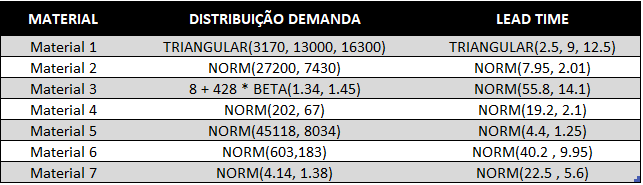 MATERIAL DISTRIBUIÇÃO DEMANDA LEAD TIME
Material 1 TRIANGULAR(3170, 13000, 16300) TRIANGULAR(2.5, 9, 12.5)
Material 2 NORM(27200, 7430) NORM(7.95, 2.01)
Material 3 8 + 428 * BETA(1.34, 1.45) NORM(55.8, 14.1)
Material 4 NORM(202, 67) NORM(19.2, 2.1)
Material 5 NORM(45118, 8034) NORM(4.4, 1.25)
Material 6 NORM(603,183) NORM(40.2 , 9.95)
Material 7 NORM(4.14, 1.38) NORM(22.5 , 5.6)